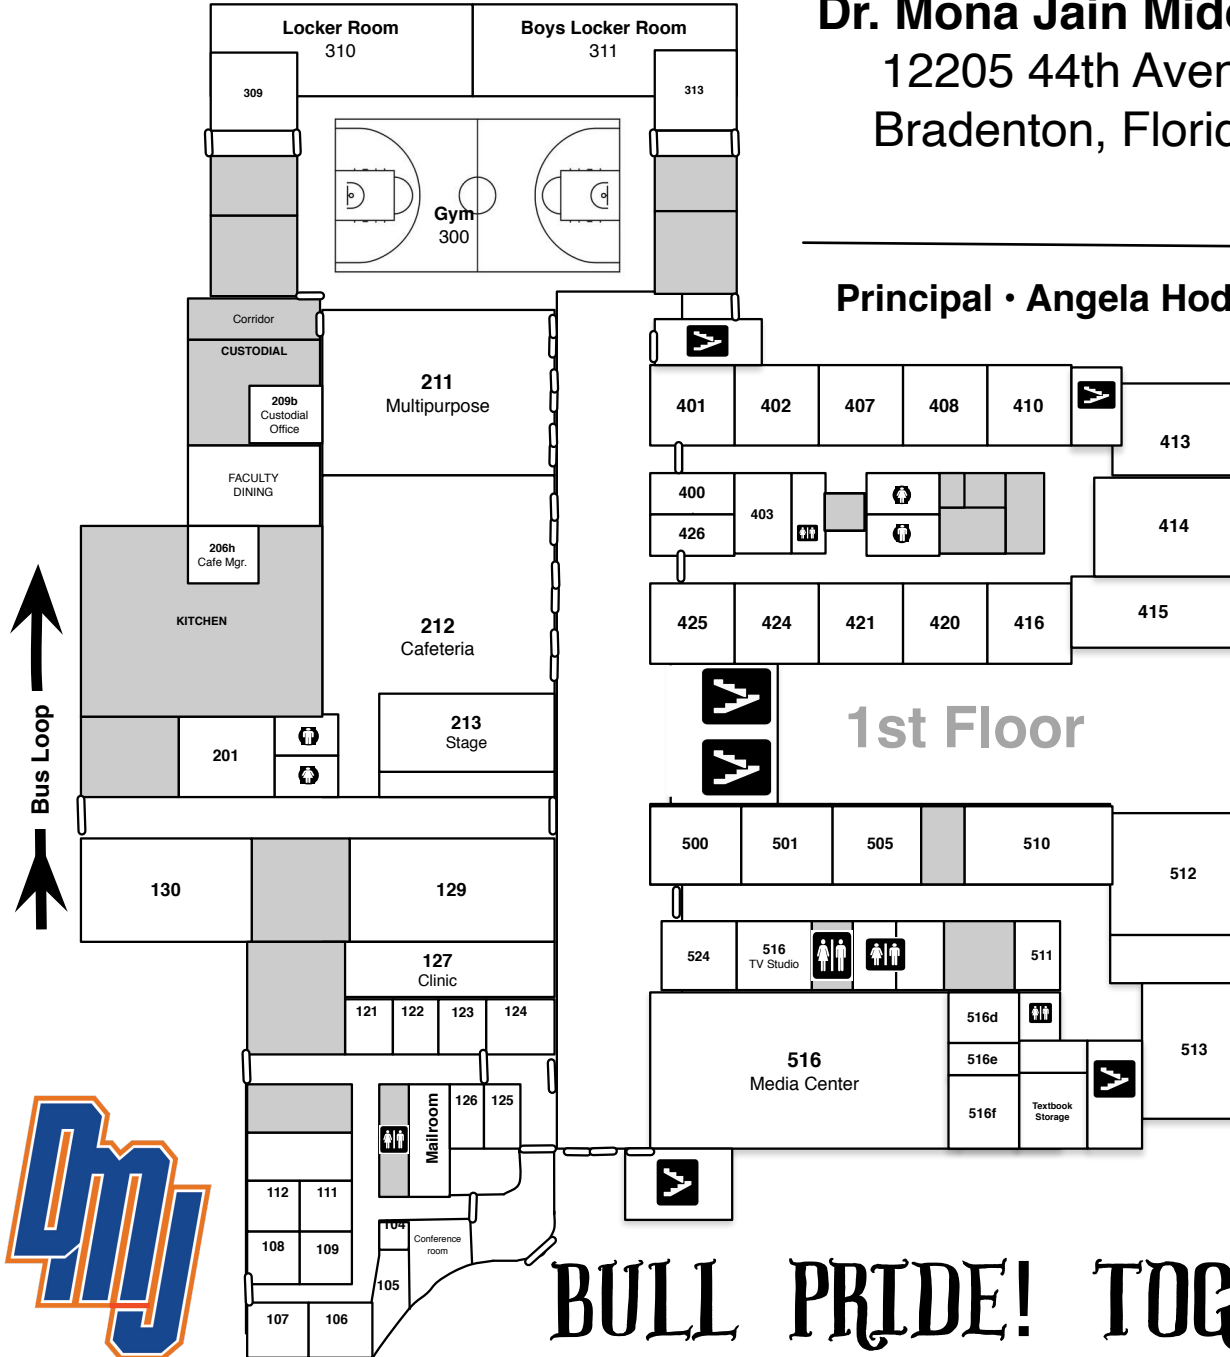 Dr. Mona Jain Midd
12205 44th Aven
Bradenton, Floric
Principal • Angela Hod
Locker Room
310
Boys Locker Room
311
309
313
Gym
300
Corridor
CUSTODIAL
209b
Custodial
Office
211
Multipurpose
FACULTY
DINING
206h
Cafe Mgr.
KITCHEN
212
Cafeteria
213
Stage
201
Bus Loop
401
402
407
408
410
413
400
403
426
414
425
424
421
420
416
415
1st Floor
500
501
505
510
512
130
129
127
Clinic
121
122
123
124
524
516
TV Studio
511
516
Media Center
516d
516e
516f
Textbook
Storage
513
Mailroom
126
125
112
111
108
109
104
Conference
room
105
107
106
DMJ
BULL PRIDE! TOG